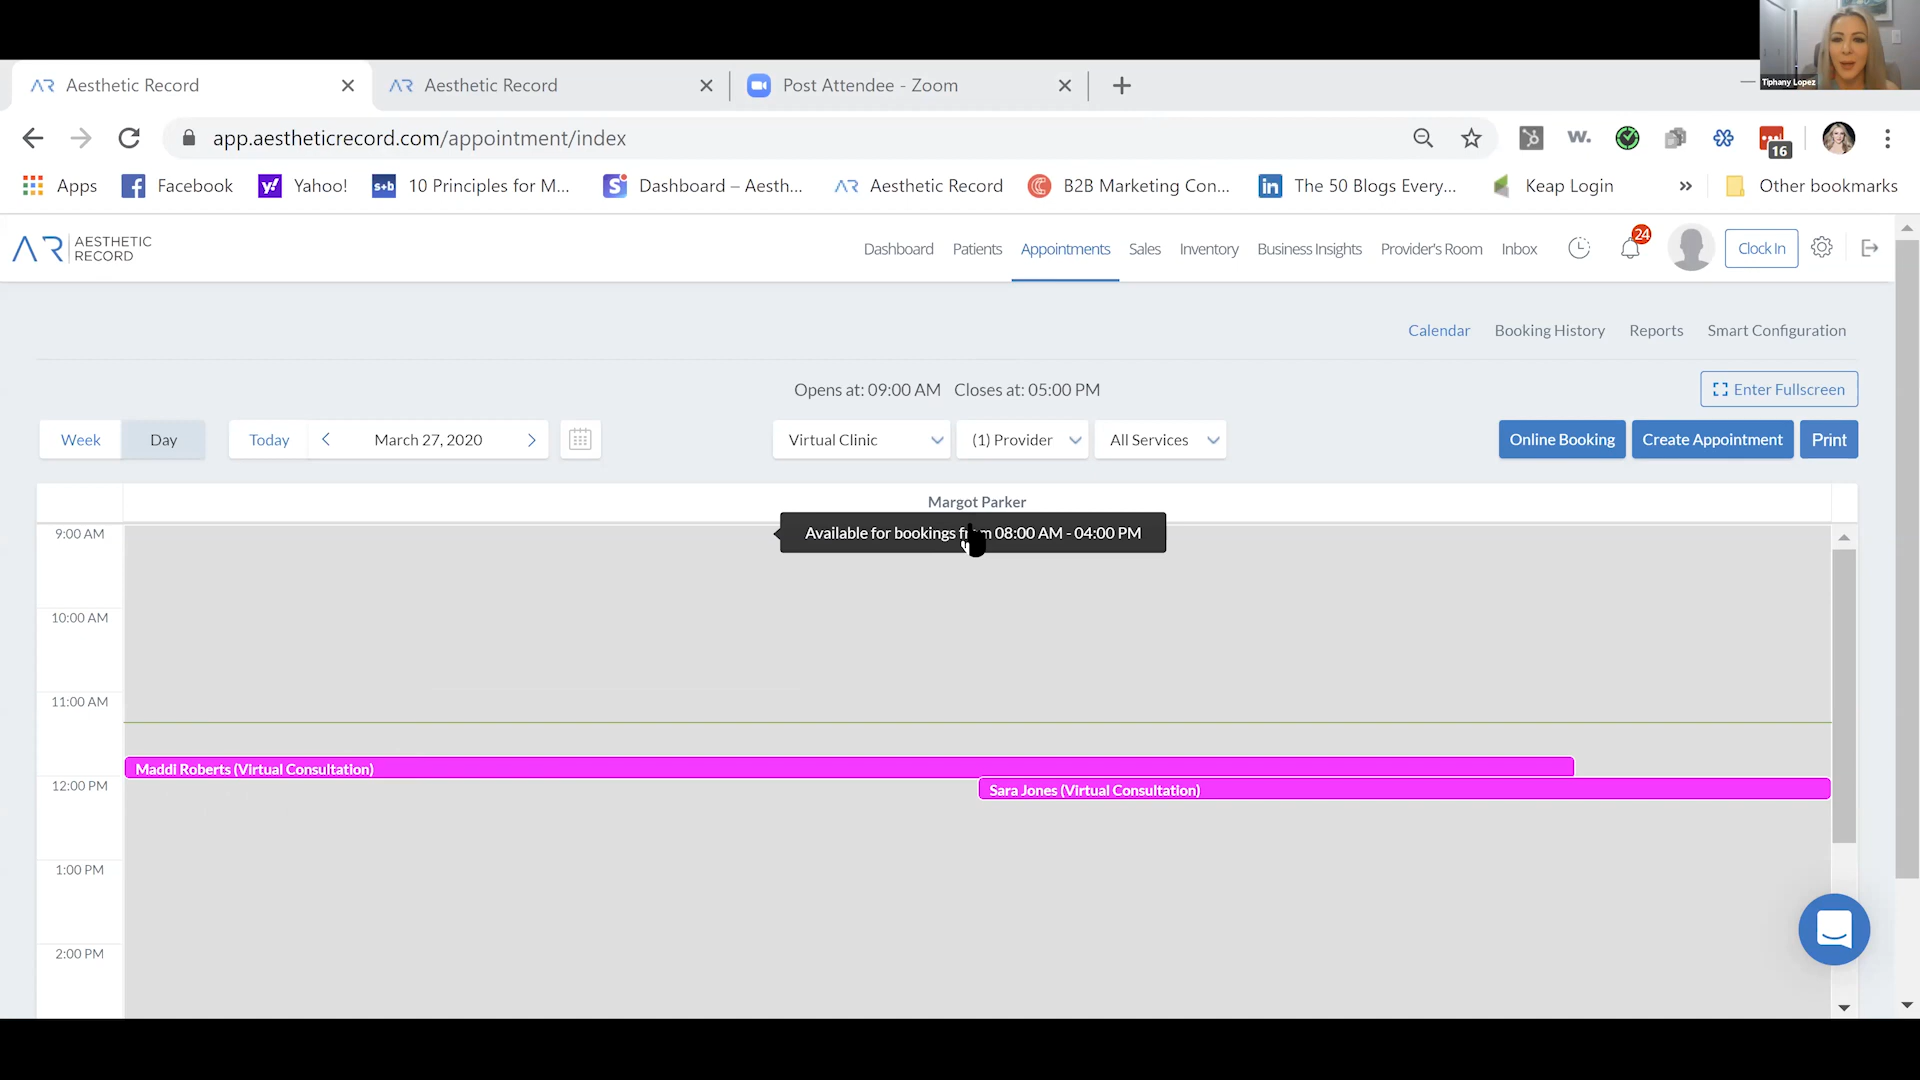 Tiphany Lopez
Aesthetic Record
Aesthetic Record
Post Attendee - Zoom
app.aestheticrecord.com/appointment/index
16
Apps
Facebook
Yahoo!
s+b 10 Principles for M...
Dashboard – Aesth...
Aesthetic Record
B2B Marketing Con...
in The 50 Blogs Every...
Keap Login
Other bookmarks
AR AESTHETIC
RECORD
Dashboard Patients Appointments Sales Inventory Business Insights Provider's Room Inbox 24 Clock In
Calendar Booking History Reports Smart Configuration
Opens at: 09:00 AM Closes at: 05:00 PM
Enter Fullscreen
Week Day Today March 27, 2020 Virtual Clinic (1) Provider All Services Online Booking Create Appointment Print
Margot Parker
9:00 AM
Available for bookings from 08:00 AM - 04:00 PM
10:00 AM
11:00 AM
Maddi Roberts (Virtual Consultation)
12:00 PM
Sara Jones (Virtual Consultation)
1:00 PM
2:00 PM